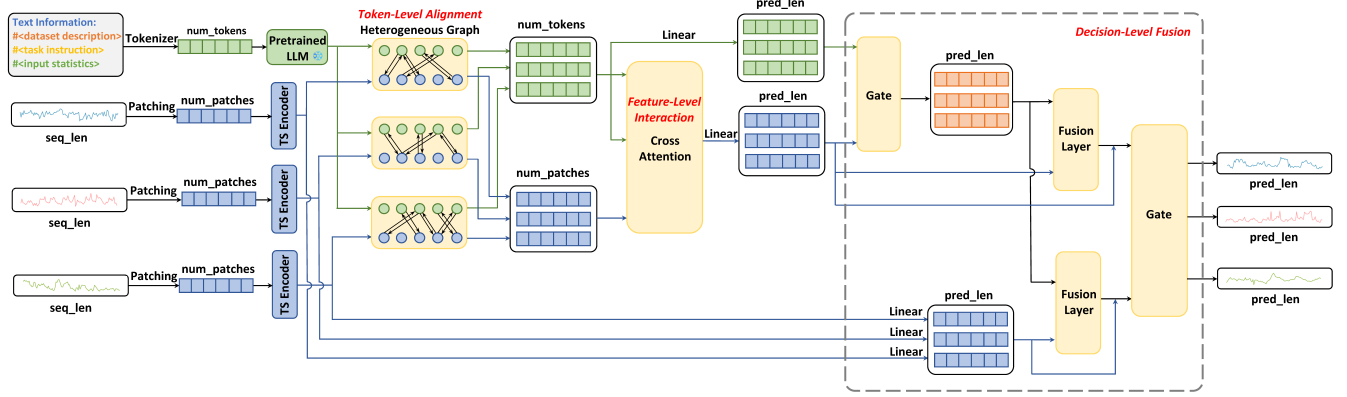 Text Information:
#<dataset description>
#<task instruction>
#<input statistics>
Tokenizer
num_tokens
Pretrained
LLM
Token-Level Alignment
Heterogeneous Graph
num_tokens
Linear
pred_len
Decision-Level Fusion
Patching
num_patches
TS Encoder
seq_len
Feature-Level
Interaction
Cross
Attention
Linear
pred_len
Gate
pred_len
Fusion
Layer
Patching
num_patches
TS Encoder
seq_len
num_patches
Gate
pred_len
pred_len
pred_len
Patching
num_patches
TS Encoder
seq_len
Linear
Linear
Linear
pred_len
Fusion
Layer